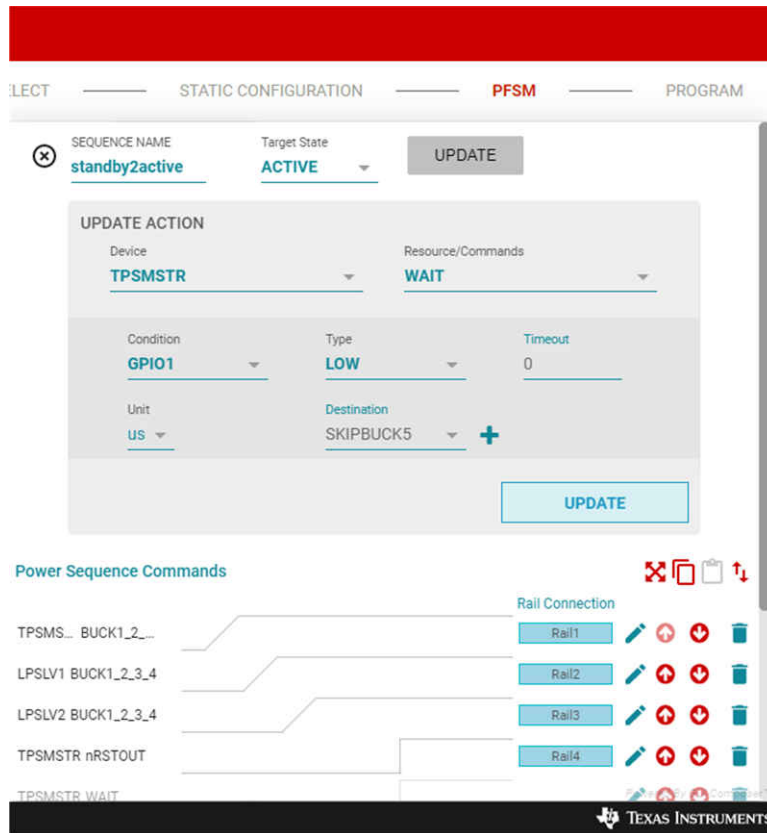 ELECT STATIC CONFIGURATION PFSM PROGRAM
SEQUENCE NAME Target State
standby2active ACTIVE UPDATE
UPDATE ACTION
Device Resource/Commands
TPSMSTR WAIT
Condition Type Timeout
GPIO1 LOW 0
Unit Destination
us SKIPBUCK5
UPDATE
Power Sequence Commands
Rail Connection
TPSMS... BUCK1_2_... Rail1
LPSLV1 BUCK1_2_3_4 Rail2
LPSLV2 BUCK1_2_3_4 Rail3
TPSMSTR nRSTOUT Rail4
TPSMSTR WAIT
TEXAS INSTRUMENTS